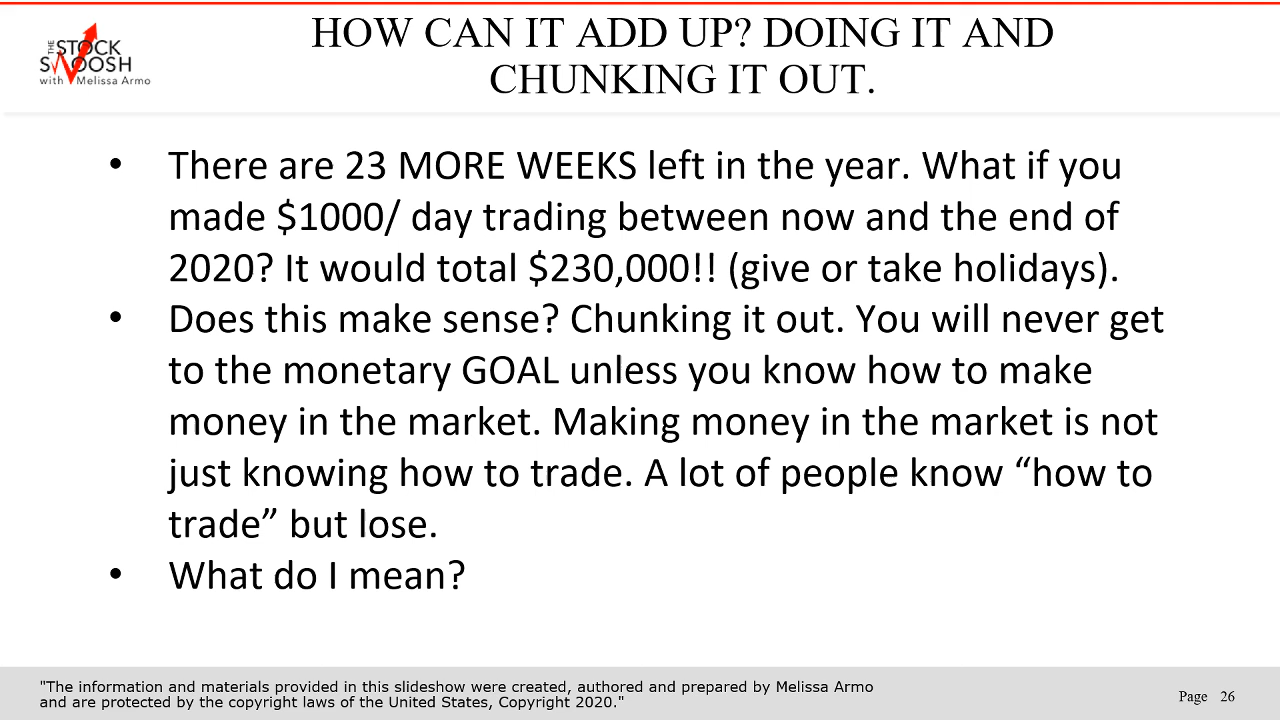 THE STOCK
SWOOSH
with Melissa Armo
HOW CAN IT ADD UP? DOING IT AND
CHUNKING IT OUT.
• There are 23 MORE WEEKS left in the year. What if you
made $1000/ day trading between now and the end of
2020? It would total $230,000!! (give or take holidays).
• Does this make sense? Chunking it out. You will never get
to the monetary GOAL unless you know how to make
money in the market. Making money in the market is not
just knowing how to trade. A lot of people know “how to
trade” but lose.
• What do I mean?
"The information and materials provided in this slideshow were created, authored and prepared by Melissa Armo
and are protected by the copyright laws of the United States, Copyright 2020."
Page 26